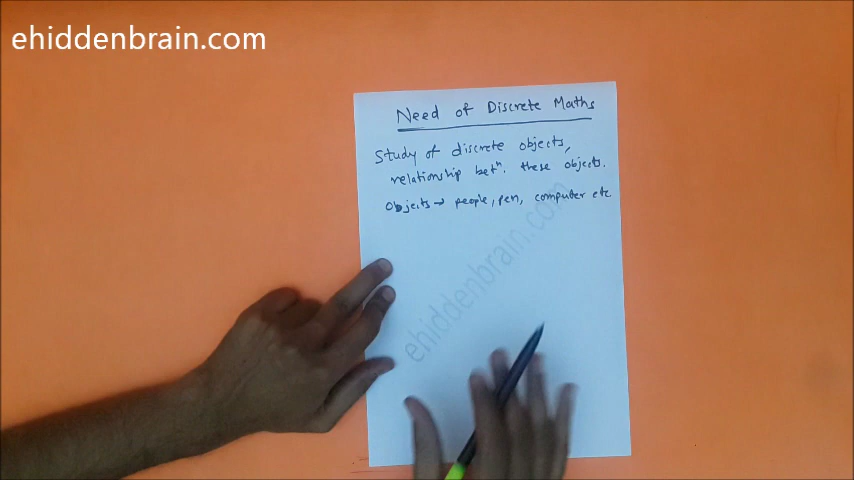 ehiddenbrain.com
Need of Discrete Maths
Study of discrete objects,
relationship betn. these objects.
Objects → people, pen, computer etc.
ehiddenbrain.com